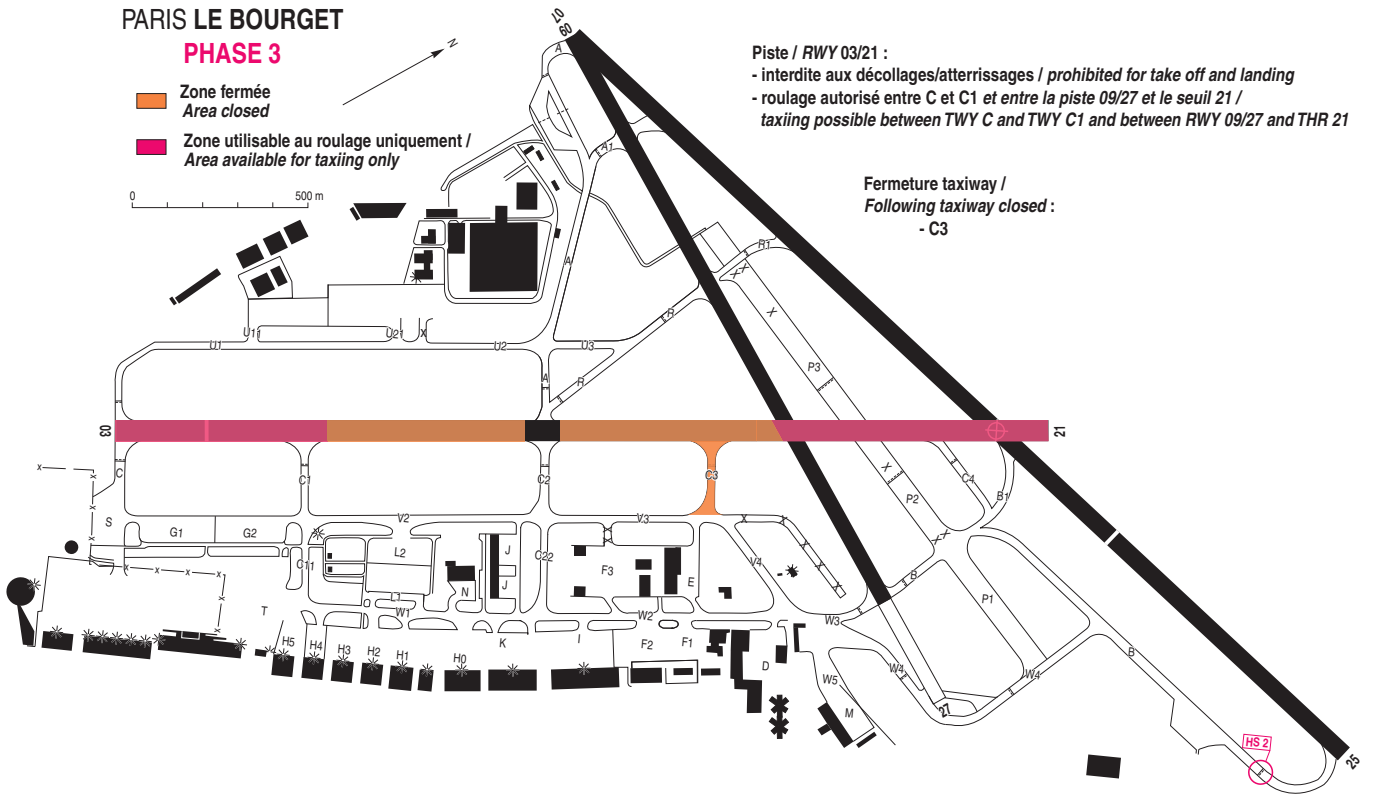 PARIS LE BOURGET
PHASE 3
Zone fermée
Area closed
Zone utilisable au roulage uniquement /
Area available for taxiing only
0 500 m
N
Piste / RWY 03/21 :
- interdite aux décollages/atterrissages / prohibited for take off and landing
- roulage autorisé entre C et C1 et entre la piste 09/27 et le seuil 21 /
taxiing possible between TWY C and TWY C1 and between RWY 09/27 and THR 21
Fermeture taxiway /
Following taxiway closed :
- C3
07
09
A
A1
R1
X X
A
X
R
U11
U21
X
U1
U2
U3
P3
A
R
03
21
X
C
C1
C2
C3
C4
P2
B1
x
x
x
x
x
S
G1
G2
V2
V3
X
X
X
X
X
X X
C11
L2
J
J
C22
F3
E
V4
B
P1
x
x
x
x
N
L1
W1
W2
W3
T
K
I
F2
F1
D
B
H5
H4
H3
H2
H1
H0
W4
W4
W5
M
27
HS 2
25